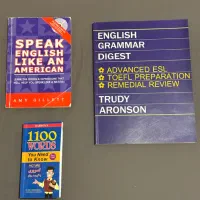 SPEAK
ENGLISH
LIKE AN
AMERICAN
AMY GILLETT
ENGLISH
GRAMMAR
DIGEST
ADVANCED ESL
TOEFL PREPARATION
REMEDIAL REVIEW
TRUDY
ARONSON
1100
WORDS
You Need
to Know